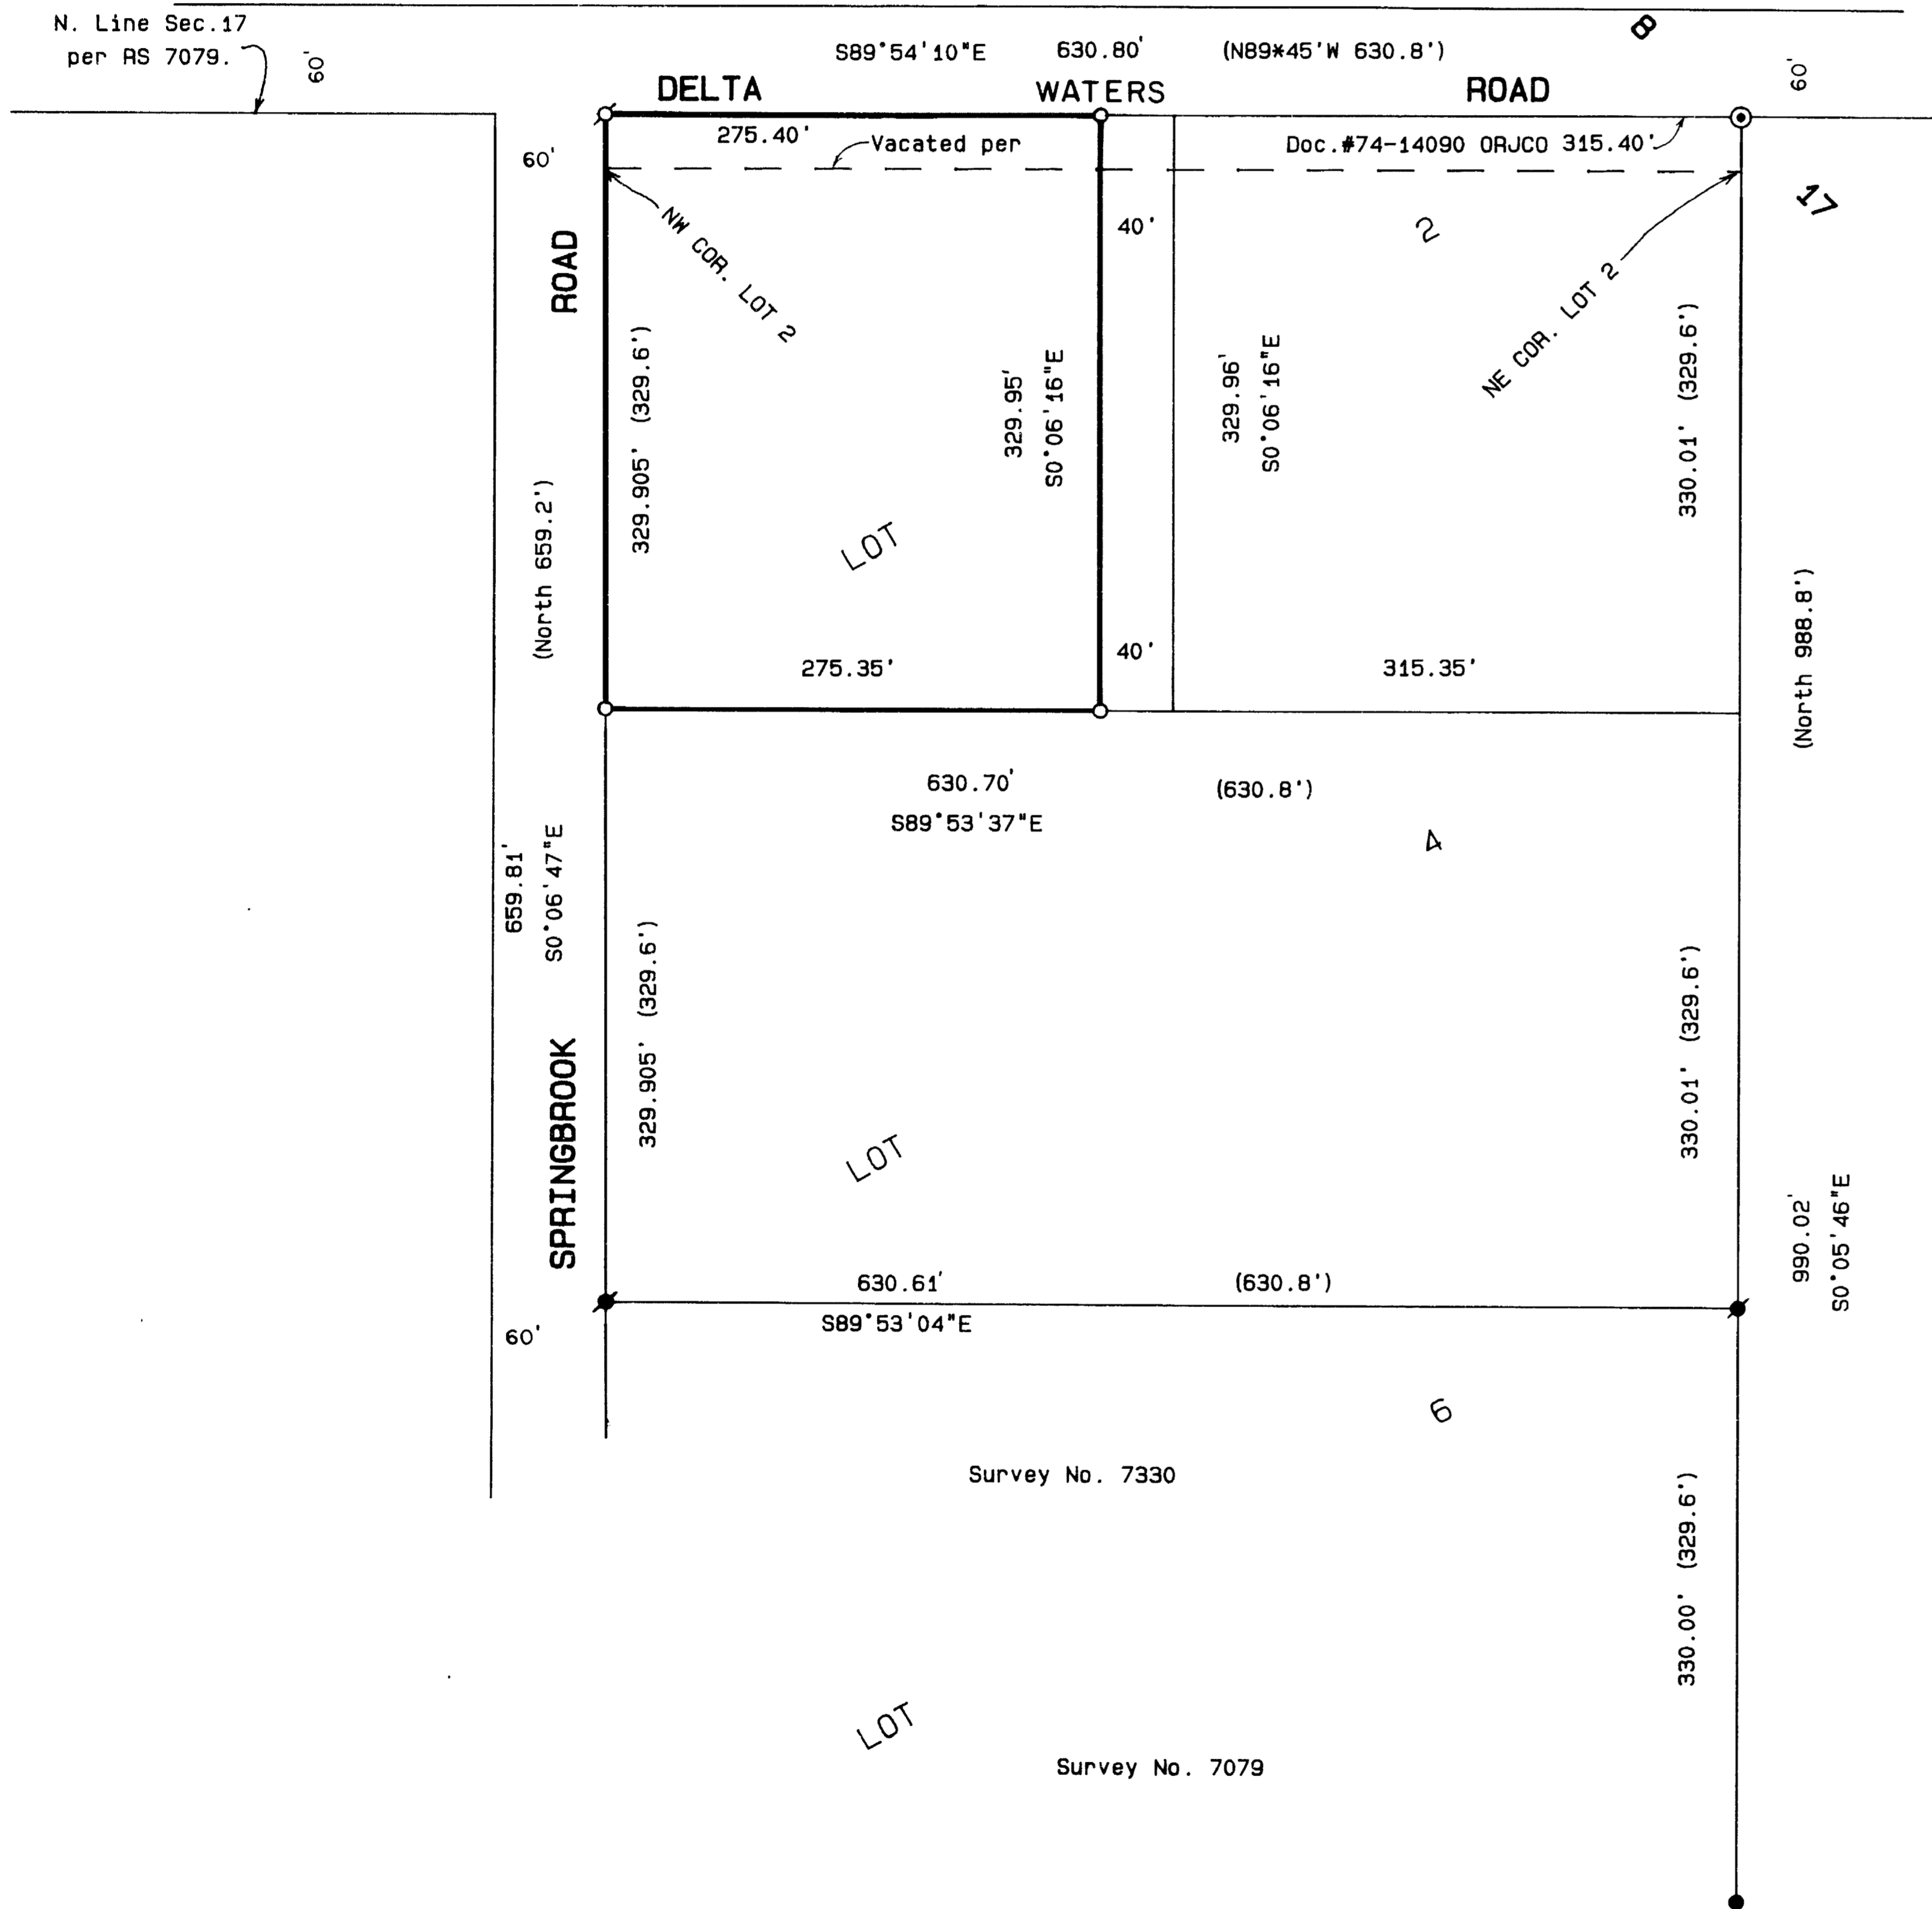 N. Line Sec.17
per RS 7079.
60'
S89°54'10"E 630.80' (N89*45'W 630.8')
8
60'
DELTA WATERS ROAD
275.40'
Vacated per
Doc.#74-14090 ORJCO 315.40'
60'
17
NW COR. LOT 2
40'
2
NE COR. LOT 2
ROAD
329.905' (329.6')
329.95'
S0°06'16"E
329.96'
S0°06'16"E
330.01' (329.6')
(North 659.2')
LOT
(North 988.8')
275.35'
40'
315.35'
630.70' (630.8')
S89°53'37"E
4
659.81'
S0°06'47"E
329.905' (329.6')
330.01' (329.6')
SPRINGBROOK
LOT
990.02'
S0°05'46"E
630.61' (630.8')
S89°53'04"E
60'
6
Survey No. 7330
330.00' (329.6')
LOT
Survey No. 7079